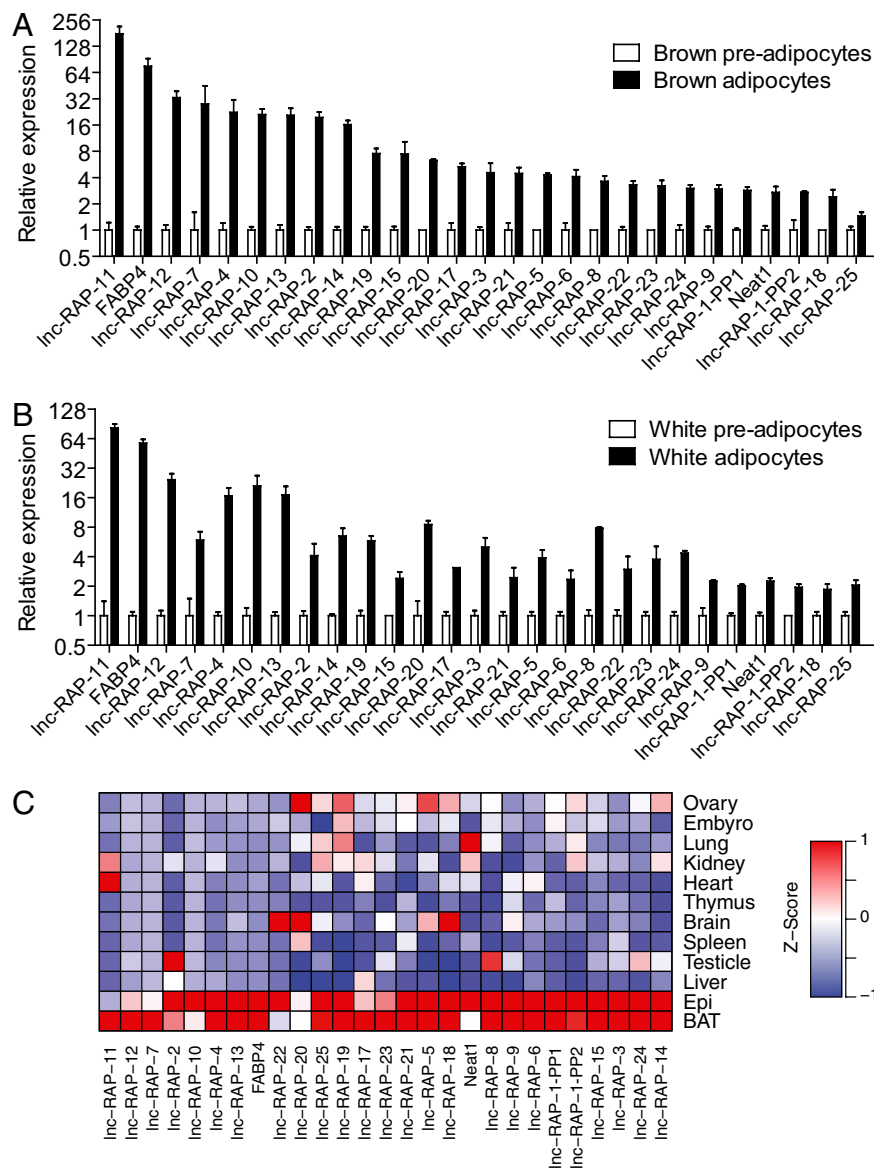 A
Relative expression
256
128
64
32
16
8
4
2
1
0.5
Brown pre-adipocytes
Brown adipocytes
lnc-RAP-11
FABP4
lnc-RAP-12
lnc-RAP-7
lnc-RAP-4
lnc-RAP-10
lnc-RAP-13
lnc-RAP-2
lnc-RAP-14
lnc-RAP-19
lnc-RAP-15
lnc-RAP-20
lnc-RAP-17
lnc-RAP-3
lnc-RAP-21
lnc-RAP-5
lnc-RAP-6
lnc-RAP-8
lnc-RAP-22
lnc-RAP-23
lnc-RAP-24
lnc-RAP-9
lnc-RAP-1-PP1
Neat1
lnc-RAP-1-PP2
lnc-RAP-18
lnc-RAP-25
B
Relative expression
128
64
32
16
8
4
2
1
0.5
White pre-adipocytes
White adipocytes
lnc-RAP-11
FABP4
lnc-RAP-12
lnc-RAP-7
lnc-RAP-4
lnc-RAP-10
lnc-RAP-13
lnc-RAP-2
lnc-RAP-14
lnc-RAP-19
lnc-RAP-15
lnc-RAP-20
lnc-RAP-17
lnc-RAP-3
lnc-RAP-21
lnc-RAP-5
lnc-RAP-6
lnc-RAP-8
lnc-RAP-22
lnc-RAP-23
lnc-RAP-24
lnc-RAP-9
lnc-RAP-1-PP1
Neat1
lnc-RAP-1-PP2
lnc-RAP-18
lnc-RAP-25
C
Ovary
Embyro
Lung
Kidney
Heart
Thymus
Brain
Spleen
Testicle
Liver
Epi
BAT
Z−Score
1
0
−1
lnc−RAP−11
lnc−RAP−12
lnc−RAP−7
lnc−RAP−2
lnc−RAP−10
lnc−RAP−4
lnc−RAP−13
FABP4
lnc−RAP−22
lnc−RAP−20
lnc−RAP−25
lnc−RAP−19
lnc−RAP−17
lnc−RAP−23
lnc−RAP−21
lnc−RAP−5
lnc−RAP−18
Neat1
lnc−RAP−8
lnc−RAP−9
lnc−RAP−6
lnc−RAP−1−PP1
lnc−RAP−1−PP2
lnc−RAP−15
lnc−RAP−3
lnc−RAP−24
lnc−RAP−14